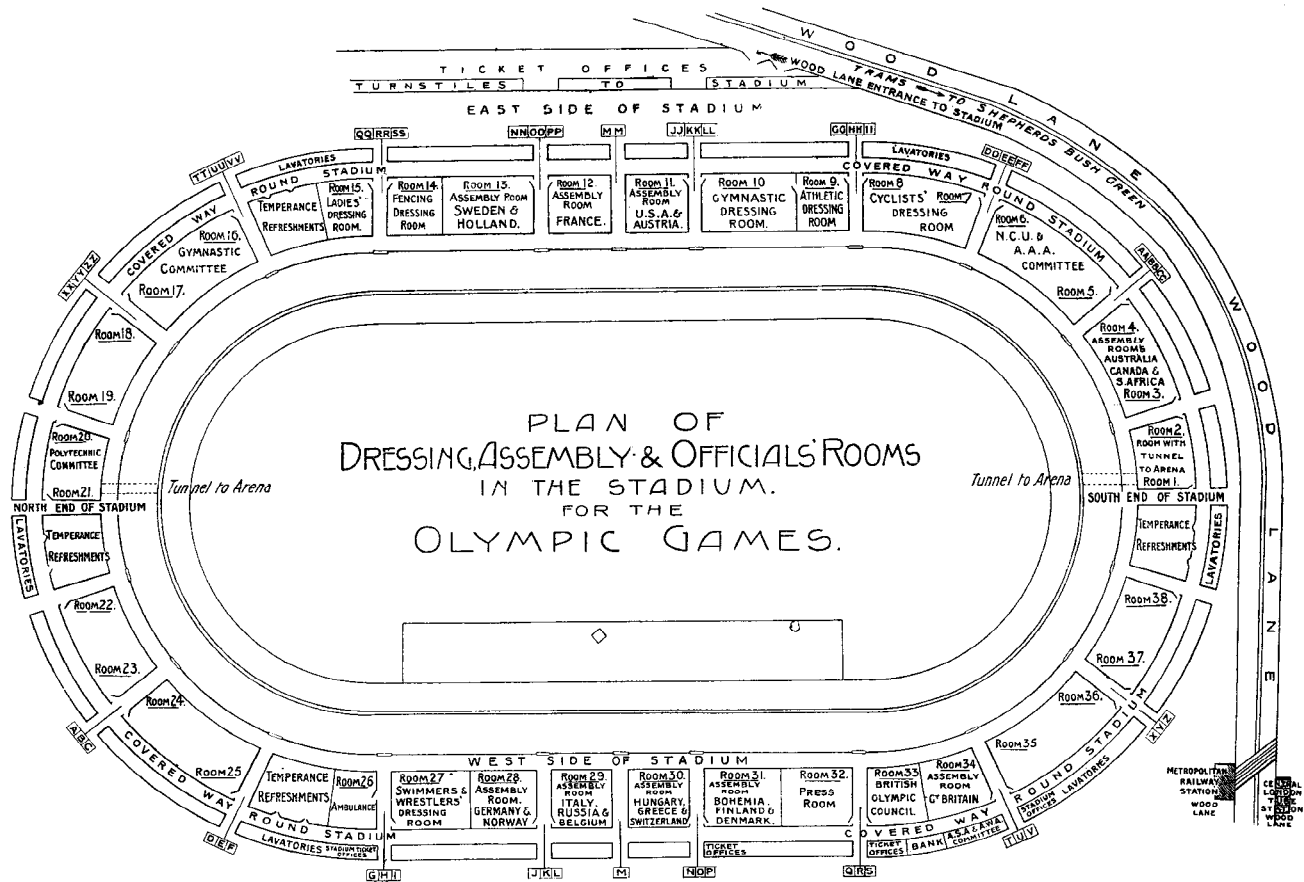 WOOD LANE
TICKET OFFICES
TURNSTILES TO STADIUM
EAST SIDE OF STADIUM
WOOD LANE ENTRANCE TO STADIUM
TRAMS TO SHEPHERDS BUSH GREEN
WOOD LANE
QQ RR SS
NN OO PP
MM
JJ KK LL
GG HH II
DD EE FF
AA BB CC
TT UU VV
XX YY ZZ
LAVATORIES
LAVATORIES
COVERED WAY ROUND STADIUM
COVERED WAY ROUND STADIUM
ROOM 17.
ROOM 16.
GYMNASTIC
COMMITTEE
TEMPERANCE
REFRESHMENTS
ROOM 15.
LADIES'
DRESSING
ROOM.
ROOM 14.
FENCING
DRESSING
ROOM
ROOM 13.
ASSEMBLY ROOM
SWEDEN &
HOLLAND.
ROOM 12.
ASSEMBLY
ROOM
FRANCE.
ROOM 11.
ASSEMBLY
ROOM
U.S.A. &
AUSTRIA.
ROOM 10
GYMNASTIC
DRESSING
ROOM.
ROOM 9.
ATHLETIC
DRESSING
ROOM
ROOM 8
ROOM 7
CYCLISTS'
DRESSING
ROOM
ROOM 6.
N.C.U. &
A.A.A.
COMMITTEE
ROOM 5.
ROOM 4.
ASSEMBLY
ROOMS
AUSTRALIA
CANADA &
S. AFRICA
ROOM 3.
ROOM 2.
ROOM WITH
TUNNEL
TO ARENA
ROOM 1.
ROOM 18.
ROOM 19.
ROOM 20.
POLYTECHNIC
COMMITTEE
ROOM 21.
Tunnel to Arena
Tunnel to Arena
NORTH END OF STADIUM
SOUTH END OF STADIUM
PLAN OF
DRESSING, ASSEMBLY & OFFICIALS' ROOMS
IN THE STADIUM.
FOR THE
OLYMPIC GAMES.
LAVATORIES
TEMPERANCE
REFRESHMENTS
TEMPERANCE
REFRESHMENTS
LAVATORIES
ROOM 22.
ROOM 23.
ROOM 24.
ROOM 25
ROOM 38.
ROOM 37.
ROOM 36.
ROOM 35
WEST SIDE OF STADIUM
TEMPERANCE
REFRESHMENTS
ROOM 26
AMBULANCE
ROOM 27
SWIMMERS &
WRESTLERS'
DRESSING
ROOM
ROOM 28.
ASSEMBLY
ROOM.
GERMANY &
NORWAY
ROOM 29.
ASSEMBLY
ROOM
ITALY,
RUSSIA &
BELGIUM
ROOM 30.
ASSEMBLY
ROOM
HUNGARY,
GREECE &
SWITZERLAND
ROOM 31.
ASSEMBLY
ROOM
BOHEMIA,
FINLAND &
DENMARK.
ROOM 32.
PRESS
ROOM
ROOM 33
BRITISH
OLYMPIC
COUNCIL.
ROOM 34
ASSEMBLY
ROOM
GT BRITAIN
COVERED WAY ROUND STADIUM
COVERED WAY ROUND STADIUM
LAVATORIES
STADIUM TICKET
OFFICES
TICKET
OFFICES
TICKET
OFFICES
BANK
A.S.A & A.W.A.
COMMITTEE
STADIUM
OFFICES
LAVATORIES
A B C
D E F
G H I
J K L
M
N O P
Q R S
T U V
X Y Z
METROPOLITAN
RAILWAY
STATION
WOOD
LANE
CENTRAL
LONDON
TUBE
STATION
WOOD
LANE